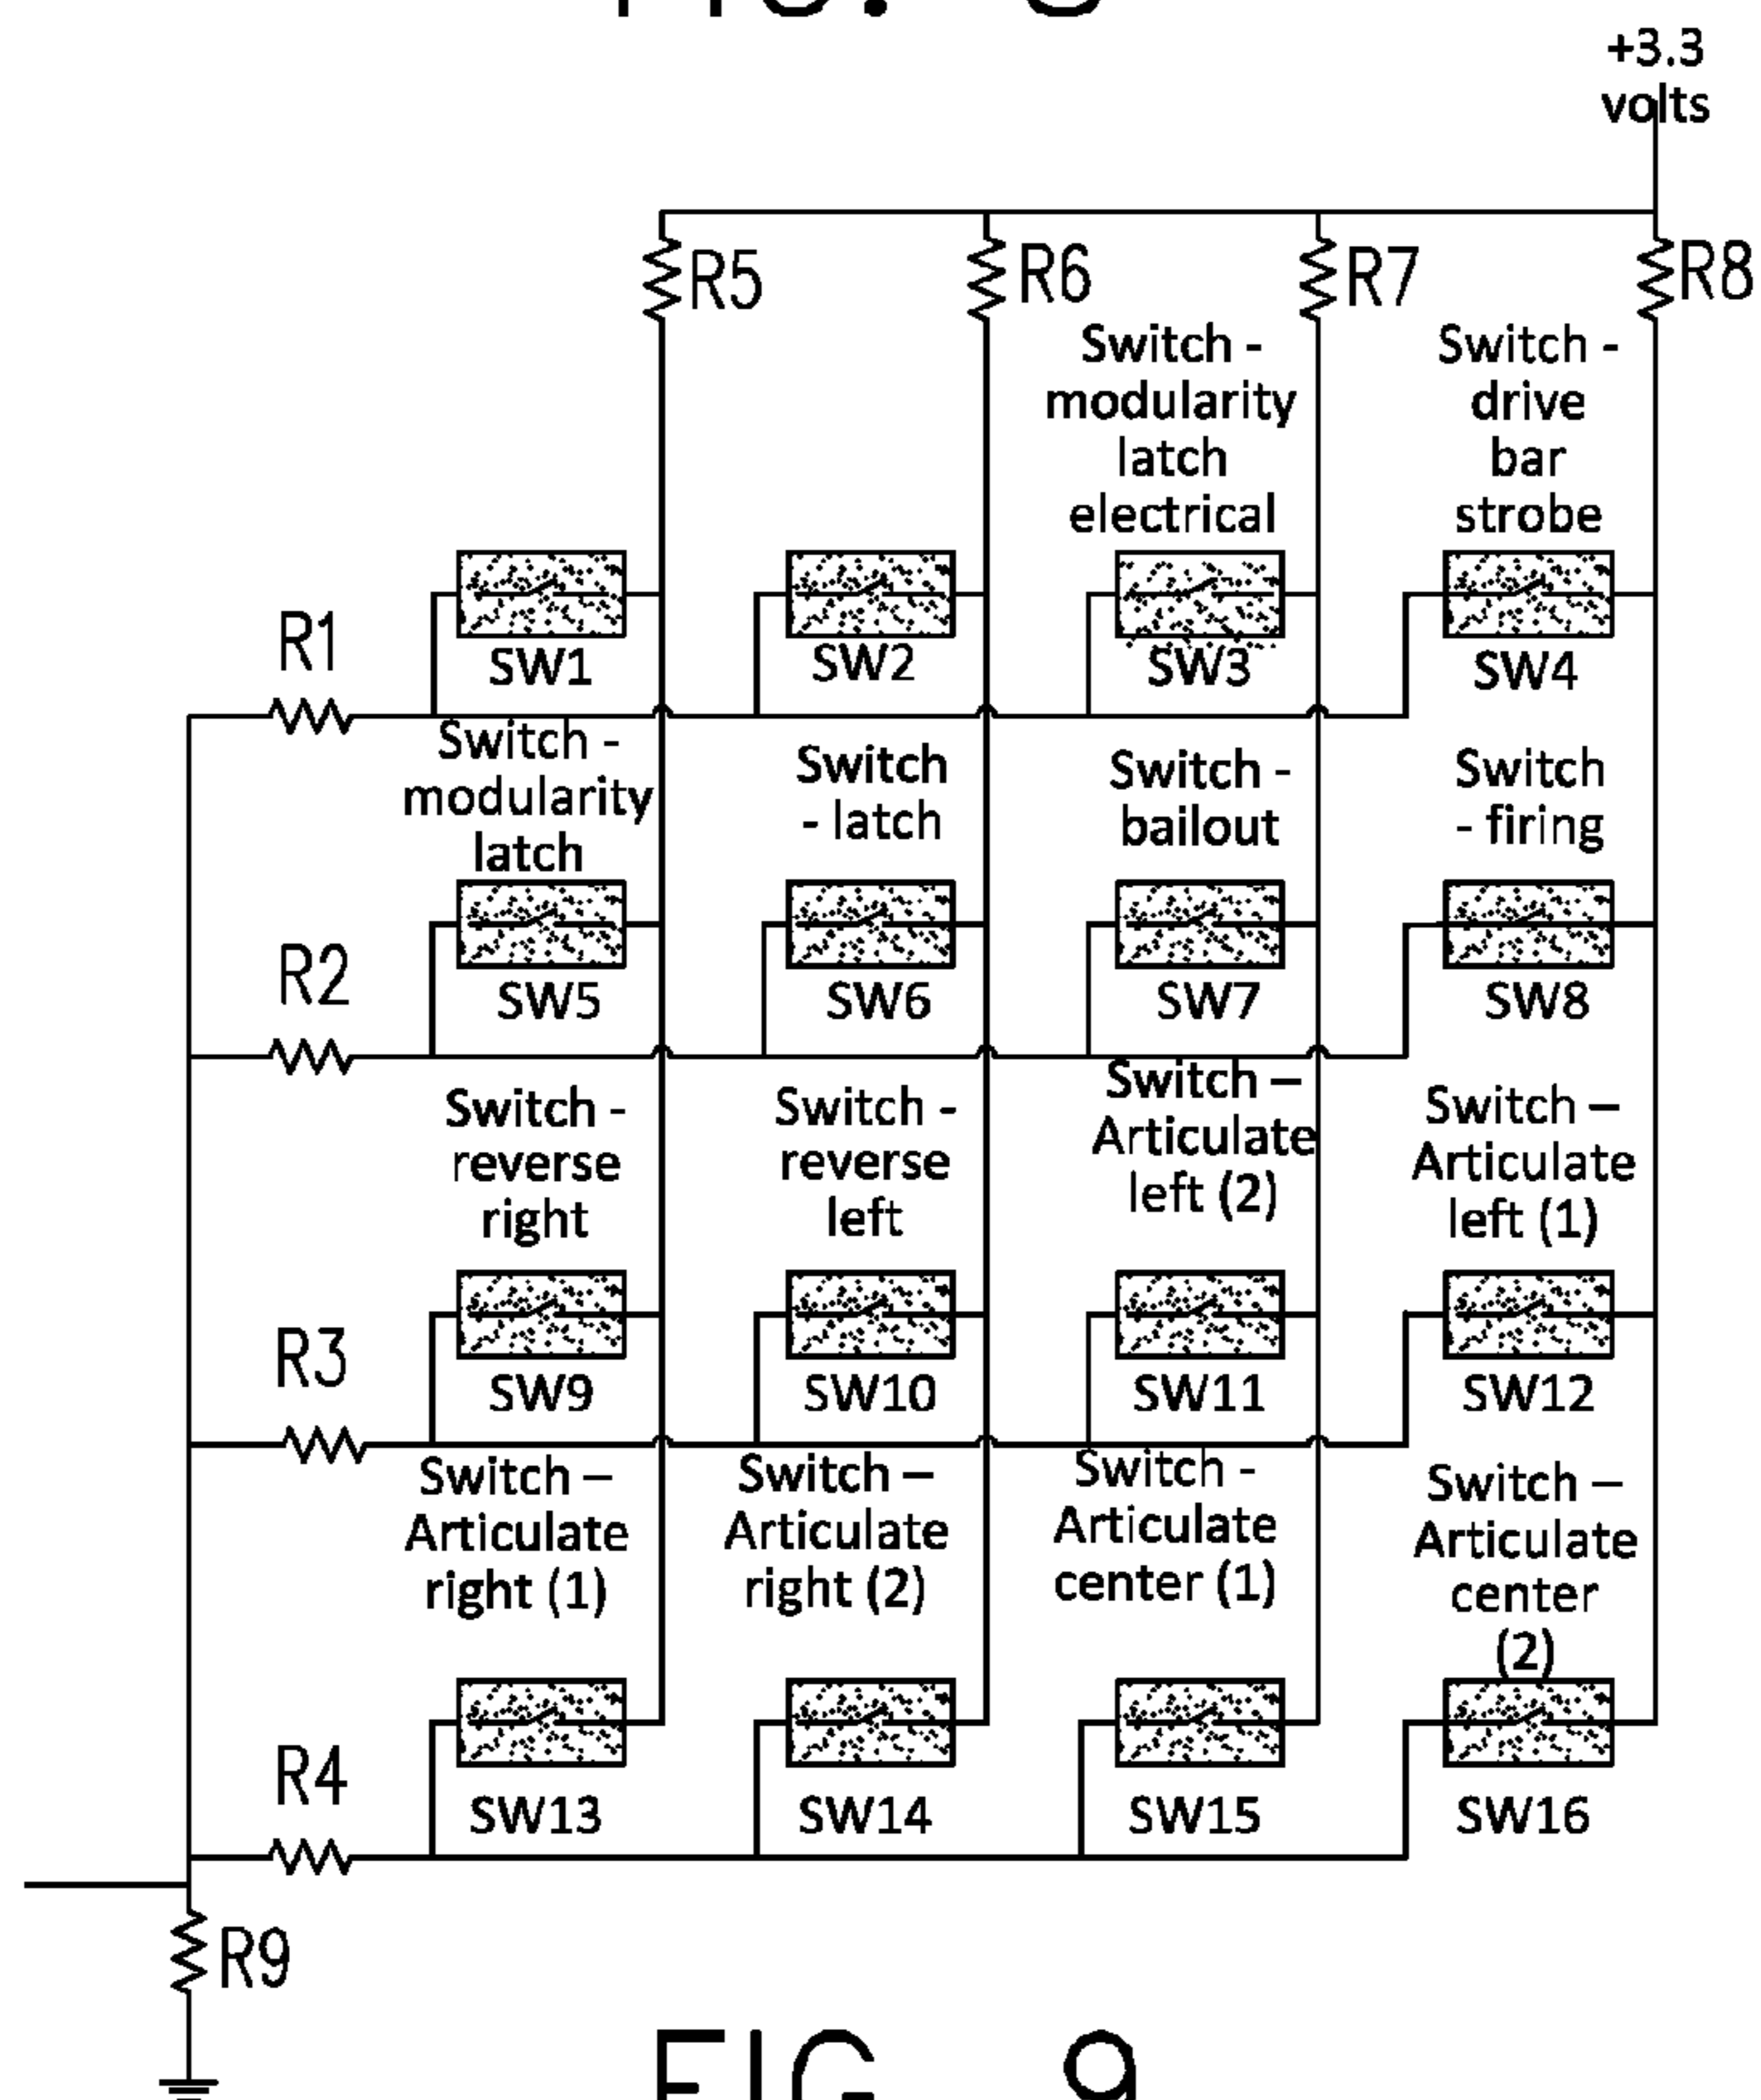 +3.3
volts
R5
R6
R7
R8
Switch -
modularity
latch
electrical
Switch -
drive
bar
strobe
R1
SW1
SW2
SW3
SW4
Switch -
modularity
latch
Switch
- latch
Switch -
bailout
Switch
- firing
R2
SW5
SW6
SW7
SW8
Switch -
reverse
right
Switch -
reverse
left
Switch –
Articulate
left (2)
Switch –
Articulate
left (1)
R3
SW9
SW10
SW11
SW12
Switch –
Articulate
right (1)
Switch –
Articulate
right (2)
Switch -
Articulate
center (1)
Switch –
Articulate
center
(2)
R4
SW13
SW14
SW15
SW16
R9
FIG. 9